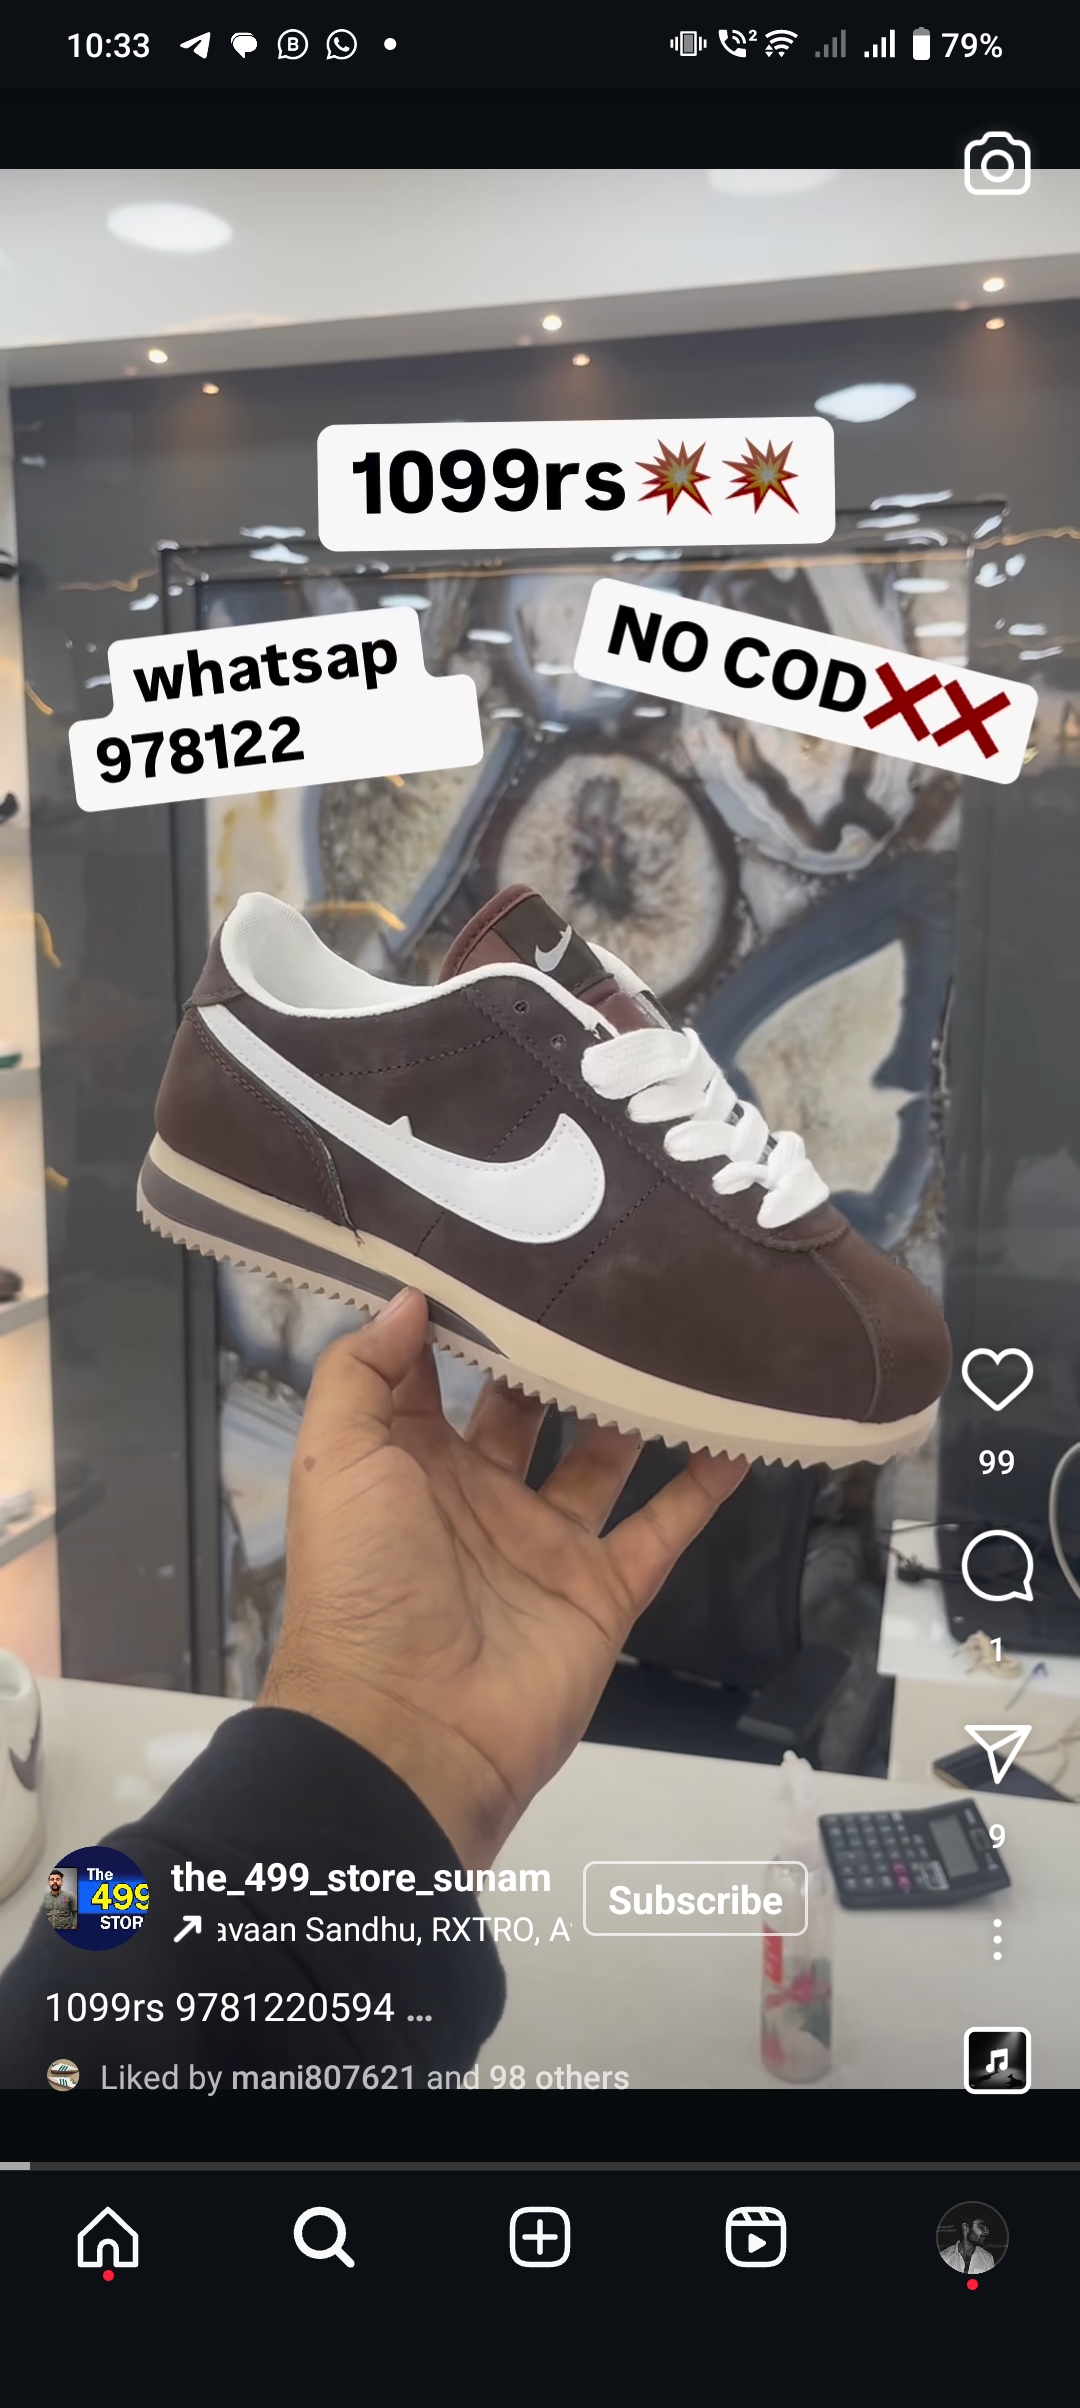 10:33
2
79%
1099rs💥💥
whatsap
978122
NO COD❌❌
99
1
9
The
499
STOR
the_499_store_sunam
Subscribe
avaan Sandhu, RXTRO, A
1099rs 9781220594 ...
Liked by mani807621 and 98 others